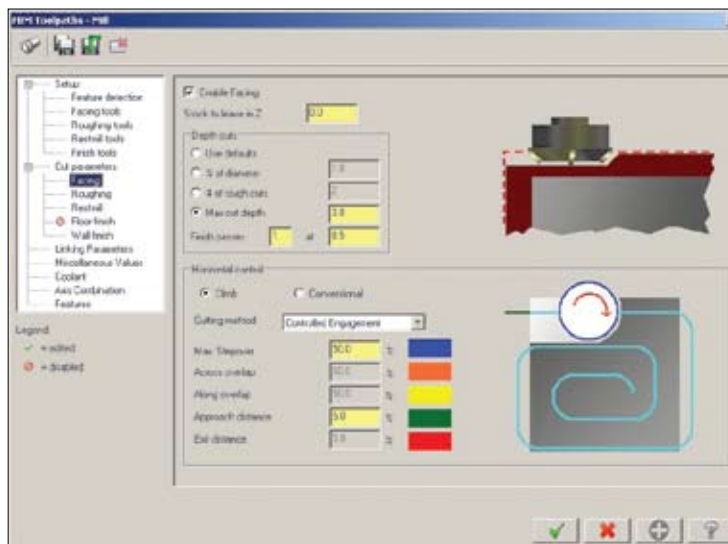 FBM Toolpaths - Mill
Setup
Feature detection
Facing tools
Roughing tools
Restmill tools
Finish tools
Cut parameters
Facing
Roughing
Restmill
Floor finish
Wall finish
Linking Parameters
Miscellaneous Values
Coolant
Axis Combination
Features
Legend
= edited
= disabled
Enable Facing
Stock to leave in Z 0.0
Depth cuts
Use defaults
% of diameter
# of rough cuts 2
Max cut depth 3.0
Finish passes 1 at 0.5
Horizontal control
Climb Conventional
Cutting method Controlled Engagement
Max. Stepover 50.0 %
Across overlap %
Along overlap %
Approach distance 5.0 %
Exit distance %